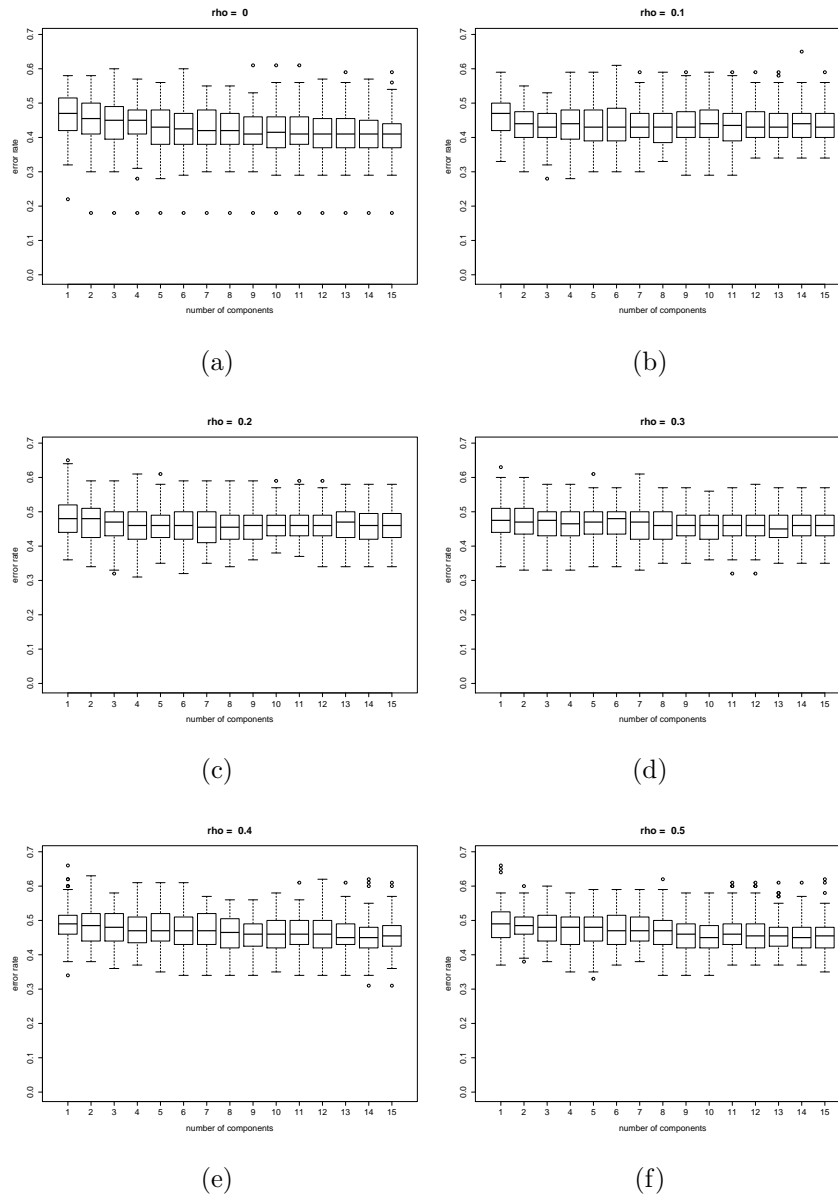 rho = 0
0.0 0.1 0.2 0.3 0.4 0.5 0.6 0.7
error rate
1 2 3 4 5 6 7 8 9 10 11 12 13 14 15
number of components
(a)
rho = 0.1
0.0 0.1 0.2 0.3 0.4 0.5 0.6 0.7
error rate
1 2 3 4 5 6 7 8 9 10 11 12 13 14 15
number of components
(b)
rho = 0.2
0.0 0.1 0.2 0.3 0.4 0.5 0.6 0.7
error rate
1 2 3 4 5 6 7 8 9 10 11 12 13 14 15
number of components
(c)
rho = 0.3
0.0 0.1 0.2 0.3 0.4 0.5 0.6 0.7
error rate
1 2 3 4 5 6 7 8 9 10 11 12 13 14 15
number of components
(d)
rho = 0.4
0.0 0.1 0.2 0.3 0.4 0.5 0.6 0.7
error rate
1 2 3 4 5 6 7 8 9 10 11 12 13 14 15
number of components
(e)
rho = 0.5
0.0 0.1 0.2 0.3 0.4 0.5 0.6 0.7
error rate
1 2 3 4 5 6 7 8 9 10 11 12 13 14 15
number of components
(f)